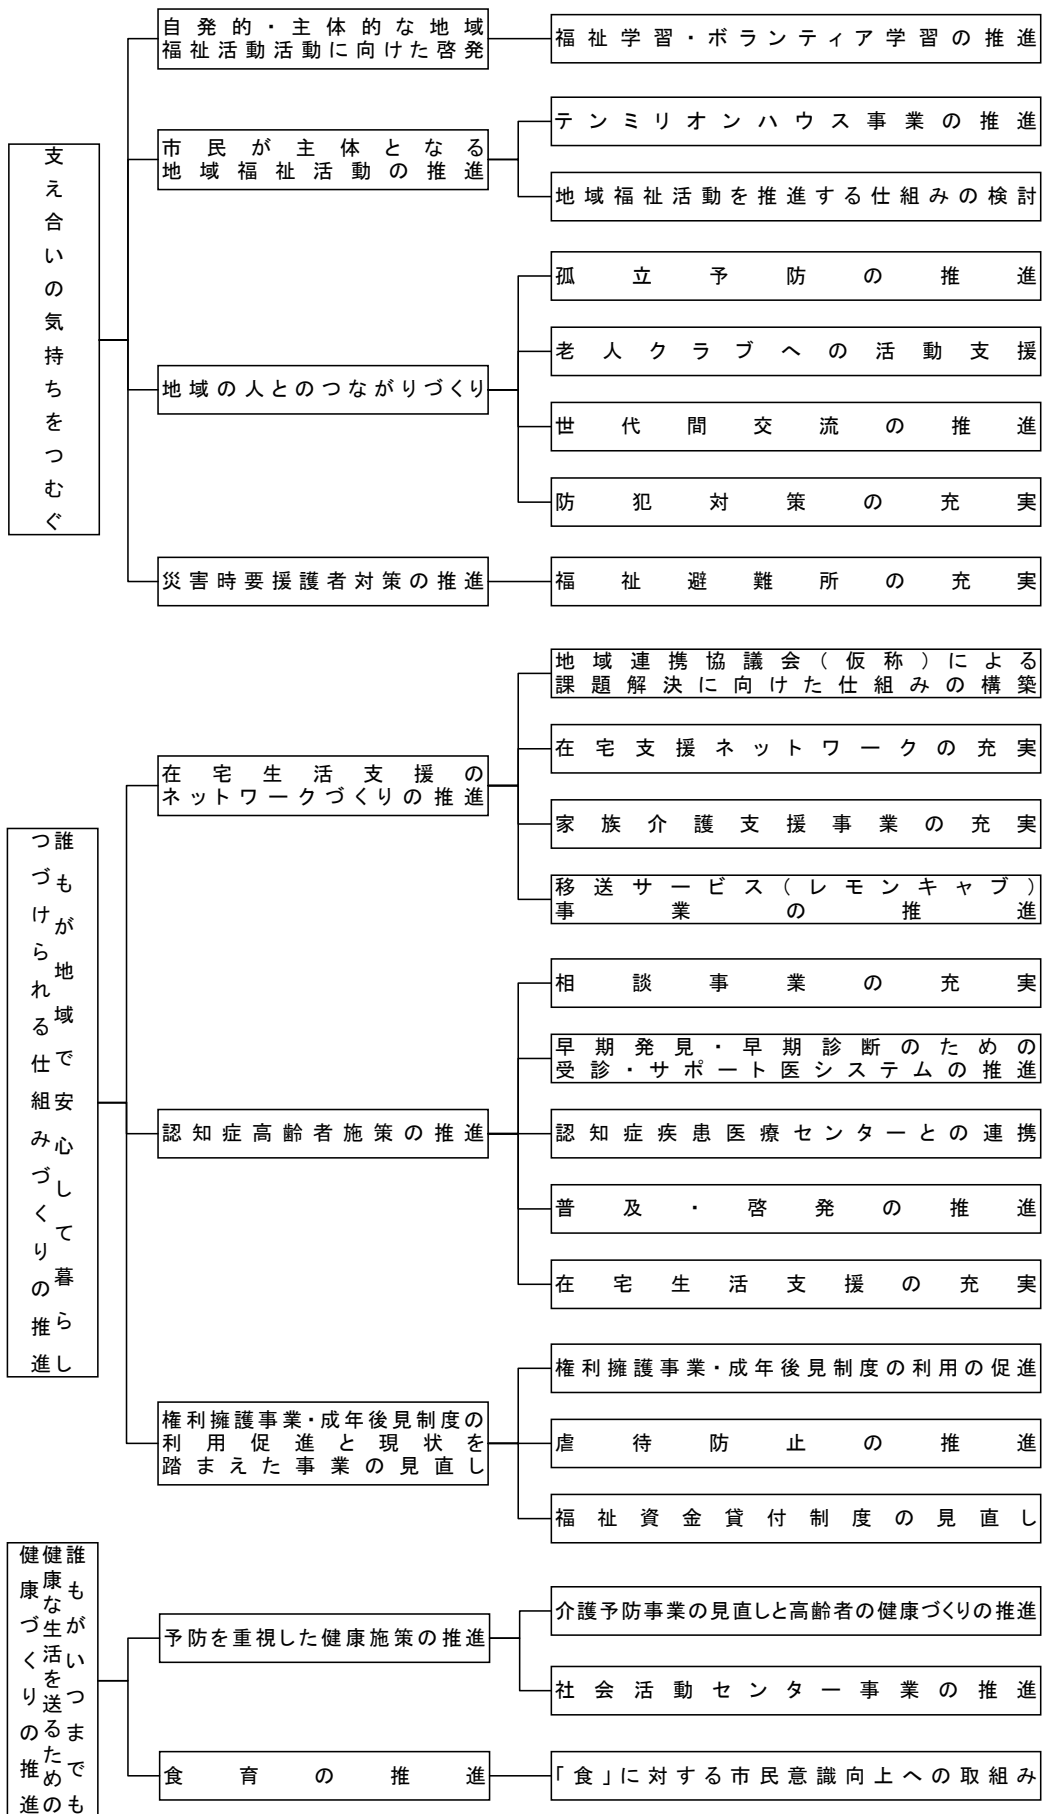 支え合いの気持ちをつむぐ
自発的・主体的な地域
福祉活動活動に向けた啓発
福祉学習・ボランティア学習の推進
市民が主体となる
地域福祉活動の推進
テンミリオンハウス事業の推進
地域福祉活動を推進する仕組みの検討
地域の人とのつながりづくり
孤立予防の推進
老人クラブへの活動支援
世代間交流の推進
防犯対策の充実
災害時要援護者対策の推進
福祉避難所の充実
誰もが地域で安心して暮らし
つづけられる仕組みづくりの推進
在宅生活支援の
ネットワークづくりの推進
地域連携協議会(仮称)による
課題解決に向けた仕組みの構築
在宅支援ネットワークの充実
家族介護支援事業の充実
移送サービス(レモンキャブ)
事業の推進
認知症高齢者施策の推進
相談事業の充実
早期発見・早期診断のための
受診・サポート医システムの推進
認知症疾患医療センターとの連携
普及・啓発の推進
在宅生活支援の充実
権利擁護事業・成年後見制度の
利用促進と現状を
踏まえた事業の見直し
権利擁護事業・成年後見制度の利用の促進
虐待防止の推進
福祉資金貸付制度の見直し
誰もがいつまでも
健康な生活を送るための
健康づくりの推進
予防を重視した健康施策の推進
介護予防事業の見直しと高齢者の健康づくりの推進
社会活動センター事業の推進
食育の推進
「食」に対する市民意識向上への取組み